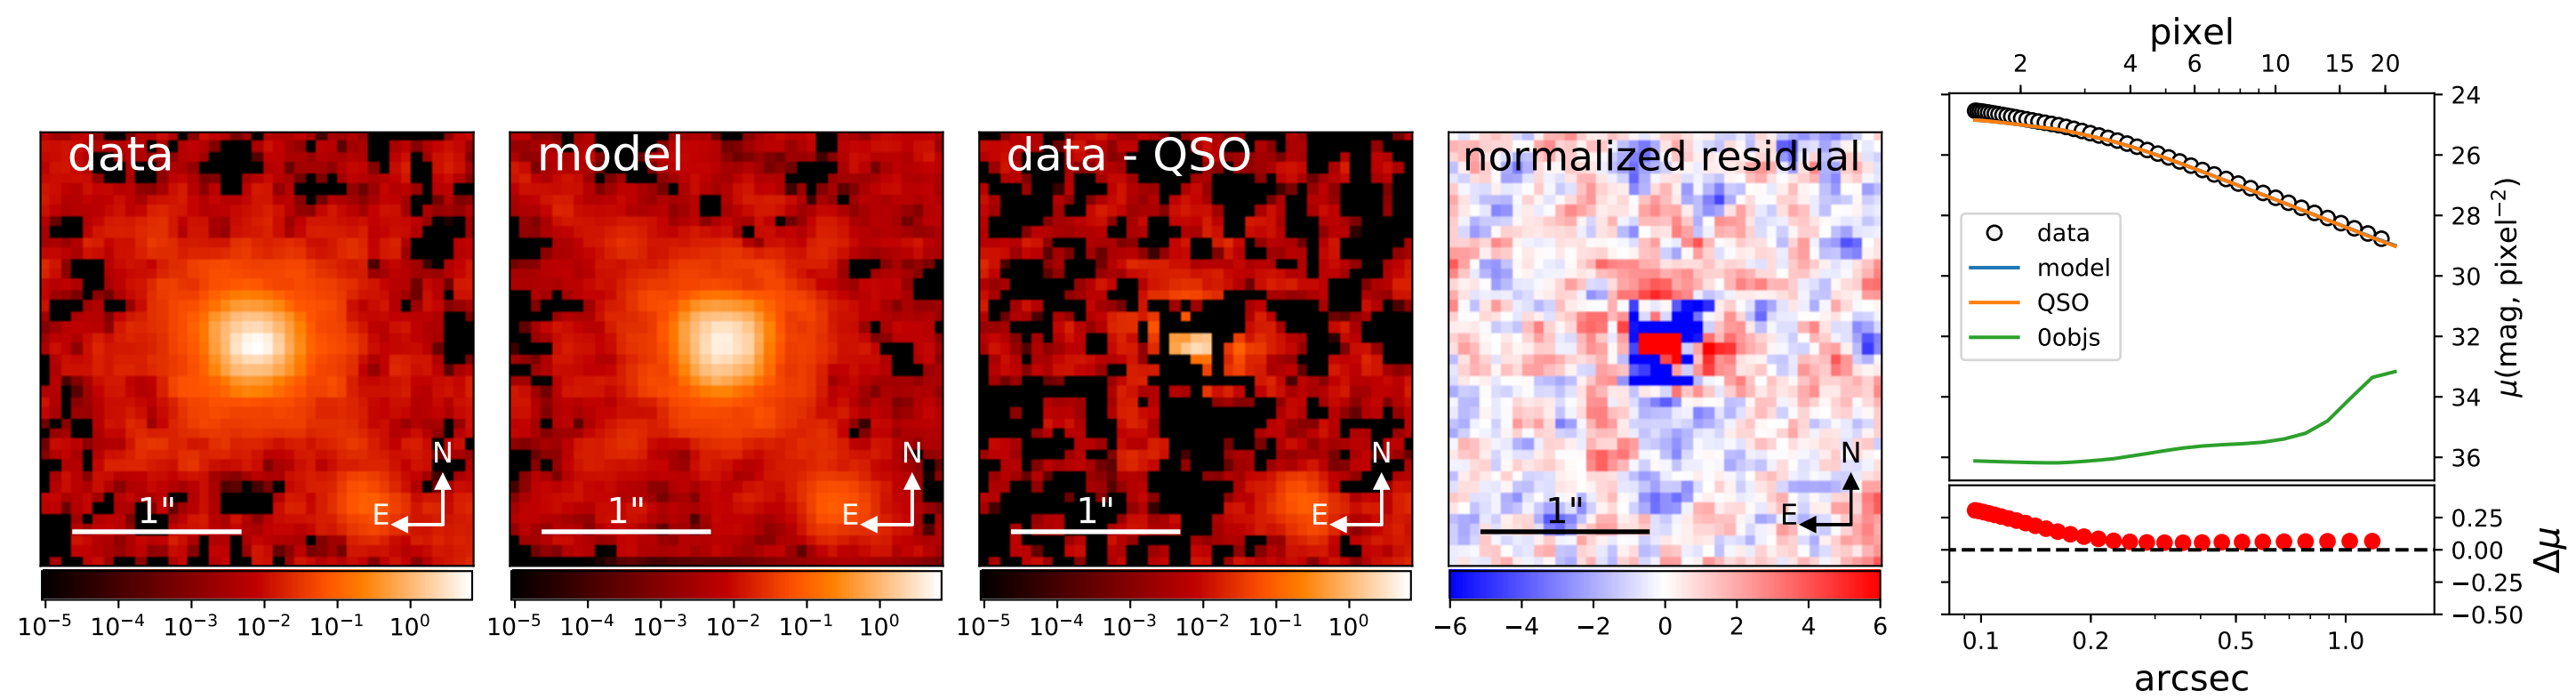 data
N
E
1"
10⁻⁵ 10⁻⁴ 10⁻³ 10⁻² 10⁻¹ 10⁰
model
N
E
1"
10⁻⁵ 10⁻⁴ 10⁻³ 10⁻² 10⁻¹ 10⁰
data - QSO
N
E
1"
10⁻⁵ 10⁻⁴ 10⁻³ 10⁻² 10⁻¹ 10⁰
normalized residual
N
E
1"
−6 −4 −2 0 2 4 6
pixel
2 4 6 10 15 20
24
26
28
30
32
34
36
μ(mag, pixel⁻²)
data
model
QSO
0objs
0.25
0.00
−0.25
−0.50
Δμ
0.1 0.2 0.5 1.0
arcsec